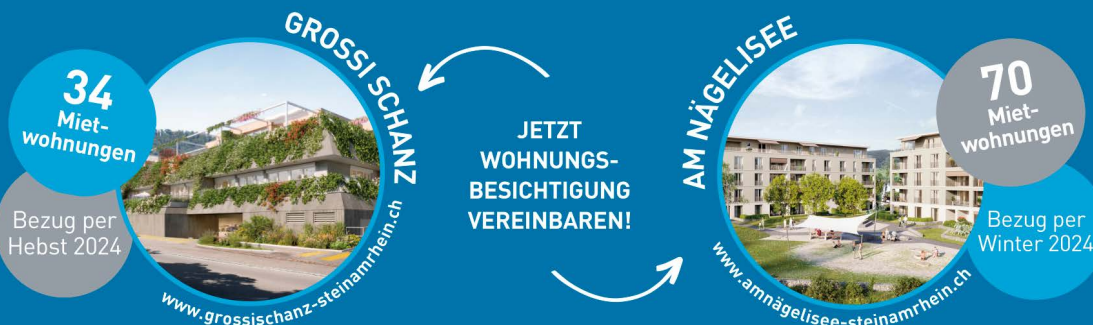 34
Miet-
wohnungen
Bezug per
Hebst 2024
GROSSI SCHANZ
www.grossischanz-steinamrhein.ch
JETZT
WOHNUNGS-
BESICHTIGUNG
VEREINBAREN!
AM NÄGELISEE
www.amnägelisee-steinamrhein.ch
70
Miet-
wohnungen
Bezug per
Winter 2024